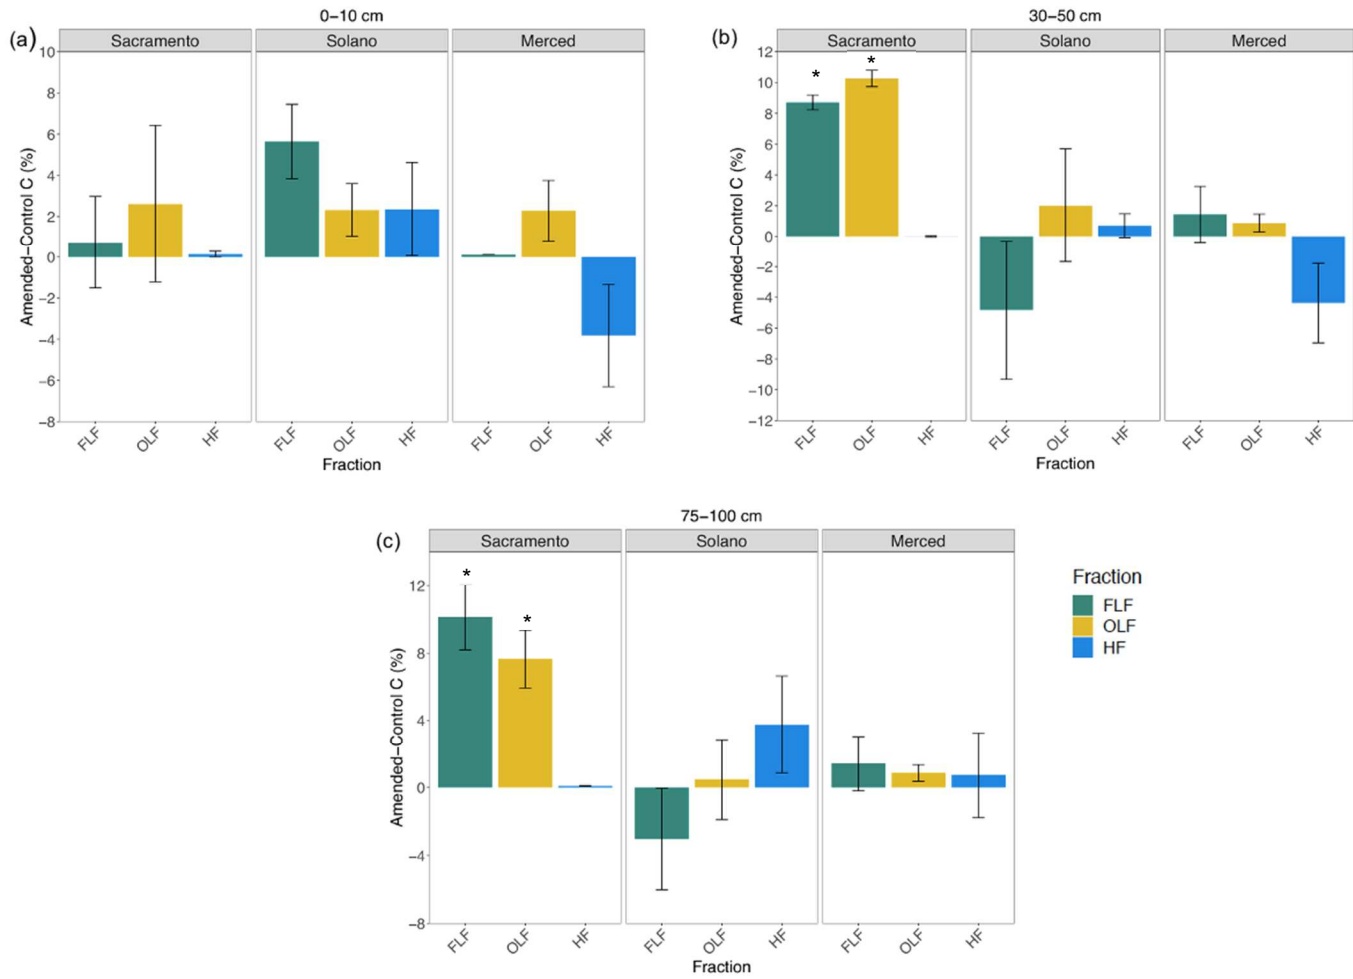 0–10 cm
(a)
Sacramento Solano Merced
Amended–Control C (%)
10
8
6
4
2
0
−2
−4
−6
−8
FLF OLF HF FLF OLF HF FLF OLF HF
Fraction
30–50 cm
(b)
Sacramento Solano Merced
Amended–Control C (%)
12
10
8
6
4
2
0
−2
−4
−6
−8
−10
−12
* *
FLF OLF HF FLF OLF HF FLF OLF HF
Fraction
75–100 cm
(c)
Sacramento Solano Merced
Amended–Control C (%)
12
8
4
0
−4
−8
* *
FLF OLF HF FLF OLF HF FLF OLF HF
Fraction
Fraction
FLF
OLF
HF